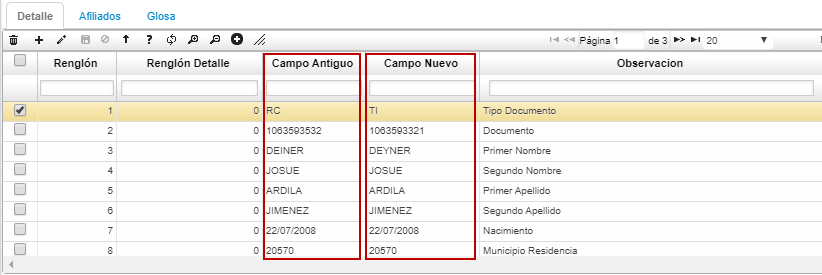 Detalle Afiliados Glosa
Página 1 de 3 20
Renglón Renglón Detalle Campo Antiguo Campo Nuevo Observacion
1 0 RC TI Tipo Documento
2 0 1063593532 1063593321 Documento
3 0 DEINER DEYNER Primer Nombre
4 0 JOSUE JOSUE Segundo Nombre
5 0 ARDILA ARDILA Primer Apellido
6 0 JIMENEZ JIMENEZ Segundo Apellido
7 0 22/07/2008 22/07/2008 Nacimiento
8 0 20570 20570 Municipio Residencia